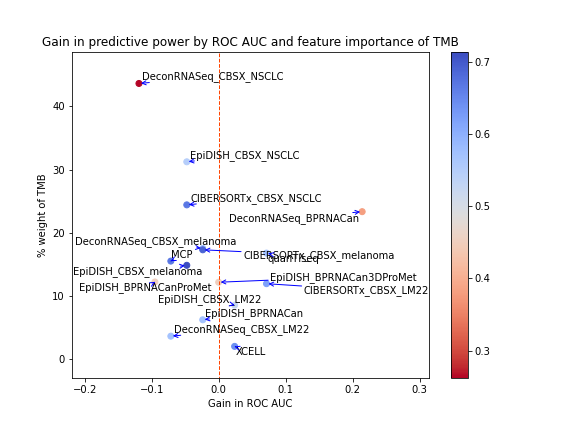 Gain in predictive power by ROC AUC and feature importance of TMB
DeconRNASeq_CBSX_NSCLC
EpiDISH_CBSX_NSCLC
CIBERSORTx_CBSX_NSCLC
DeconRNASeq_BPRNACan
DeconRNASeq_CBSX_melanoma
MCP
CIBERSORTx_CBSX_melanoma
quanTIseq
EpiDISH_CBSX_melanoma
EpiDISH_BPRNACan3DProMet
EpiDISH_BPRNACanProMet
CIBERSORTx_CBSX_LM22
EpiDISH_CBSX_LM22
EpiDISH_BPRNACan
DeconRNASeq_CBSX_LM22
XCELL
% weight of TMB
40
30
20
10
0
−0.2
−0.1
0.0
0.1
0.2
0.3
Gain in ROC AUC
0.7
0.6
0.5
0.4
0.3